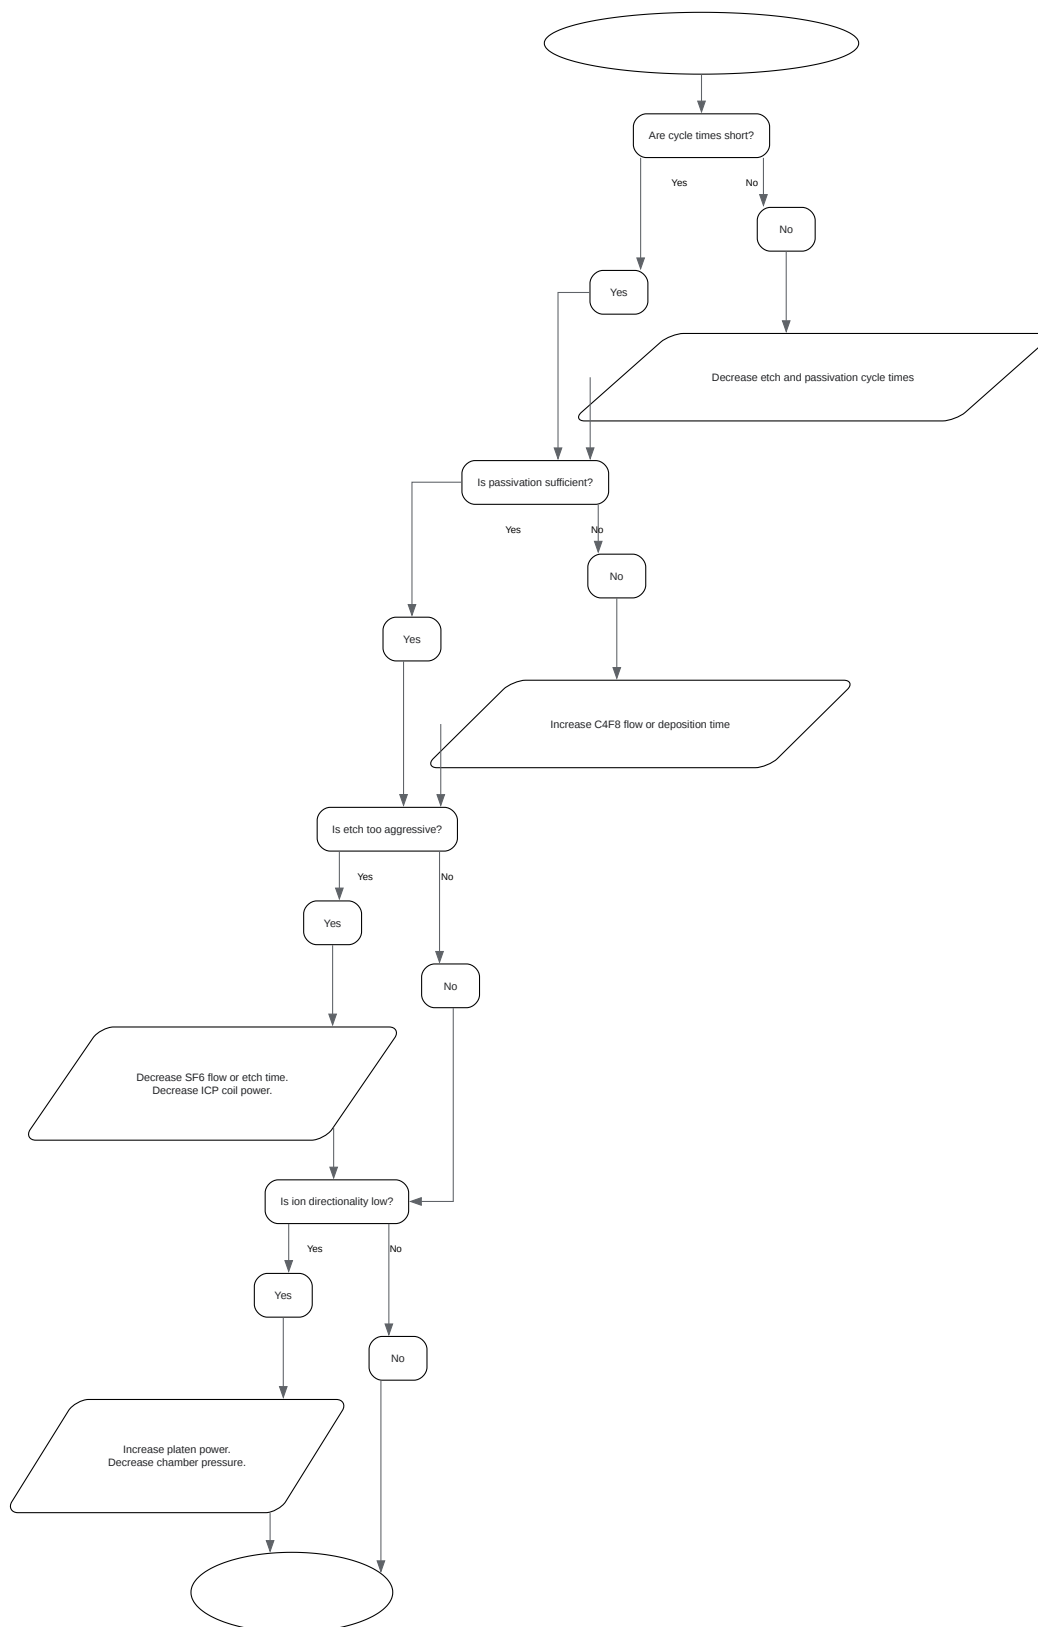 Are cycle times short?
Yes
No
No
Yes
Decrease etch and passivation cycle times
Is passivation sufficient?
Yes
No
No
Yes
Increase C4F8 flow or deposition time
Is etch too aggressive?
Yes
No
Yes
No
Decrease SF6 flow or etch time.
Decrease ICP coil power.
Is ion directionality low?
Yes
No
Yes
No
Increase platen power.
Decrease chamber pressure.